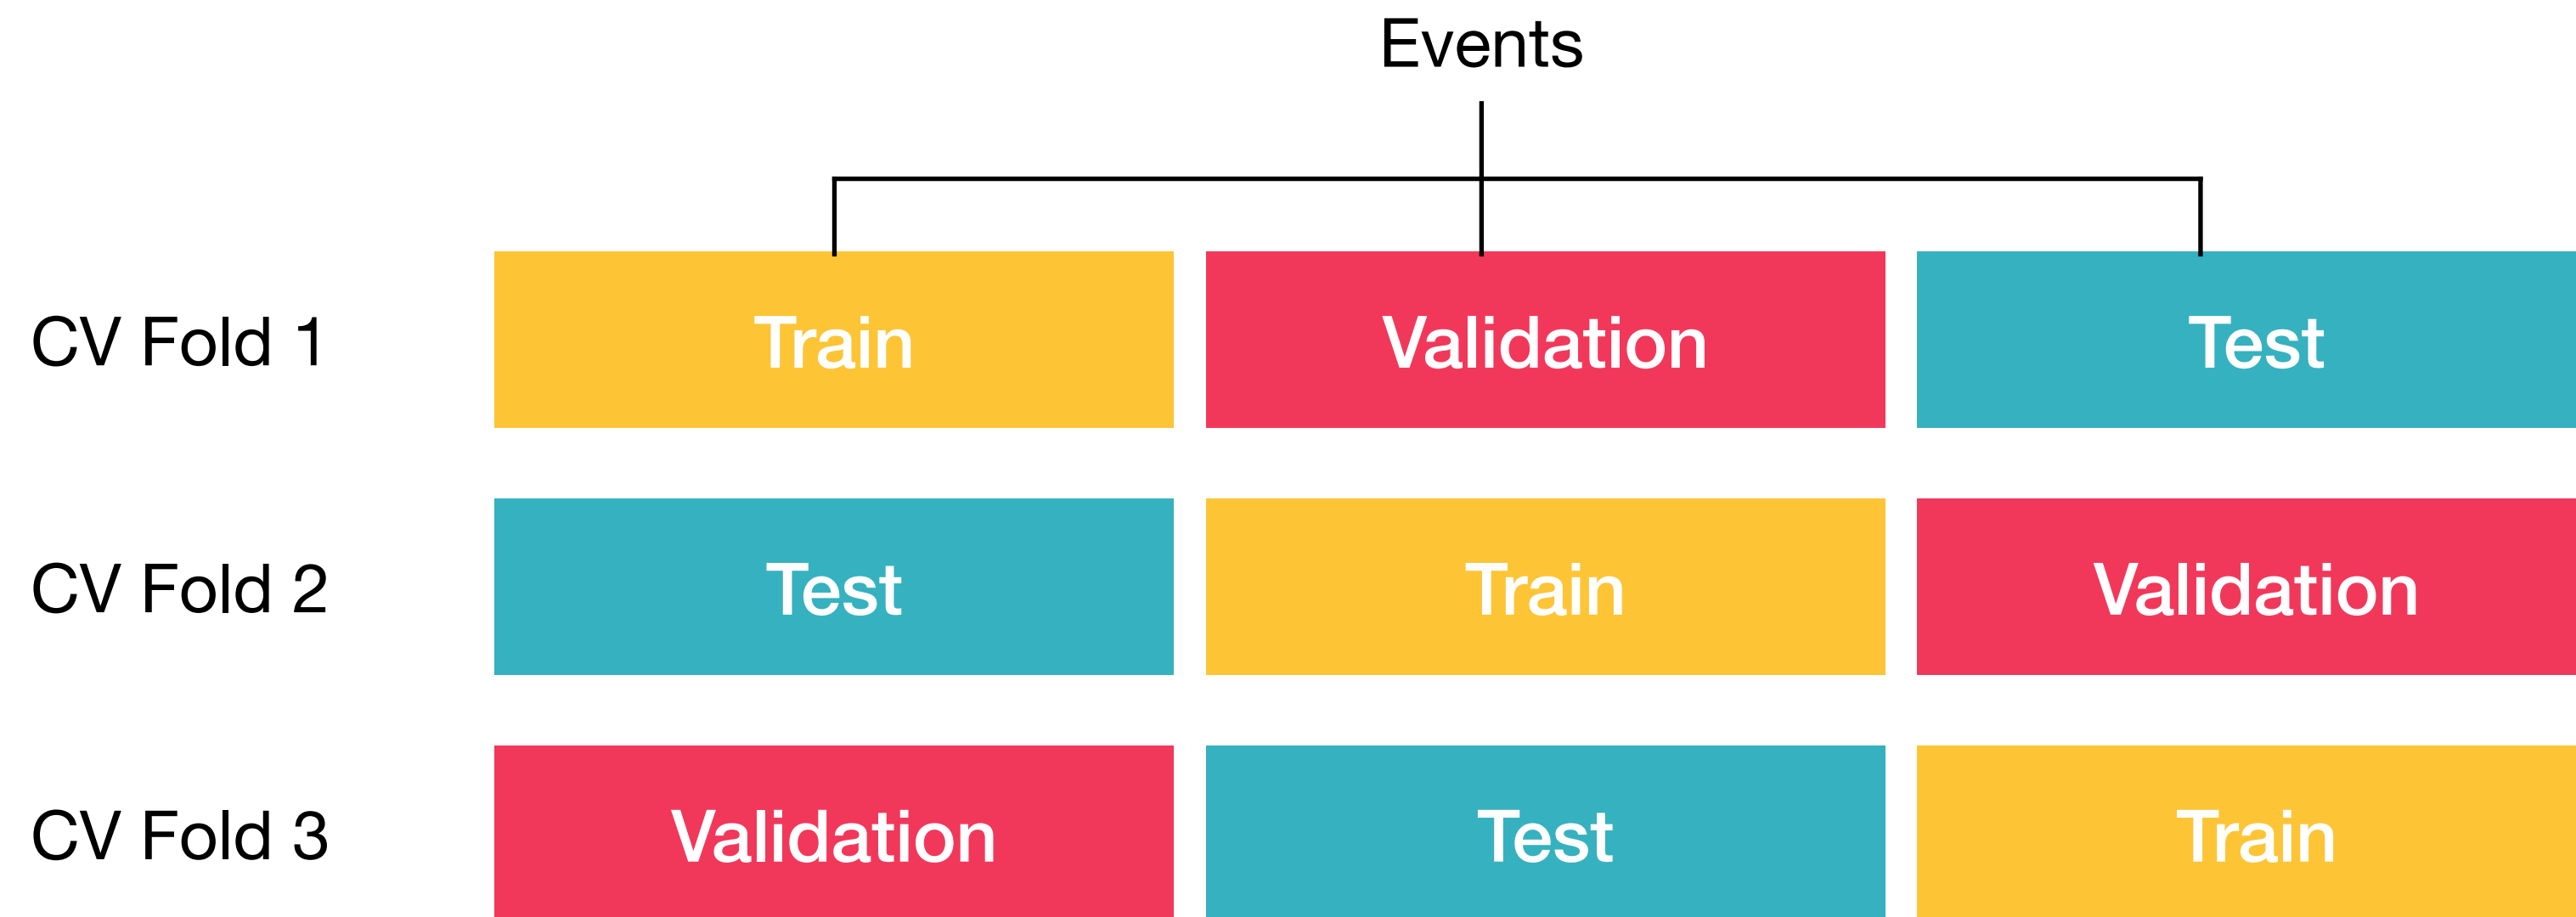 Events
CV Fold 1 Train Validation Test
CV Fold 2 Test Train Validation
CV Fold 3 Validation Test Train